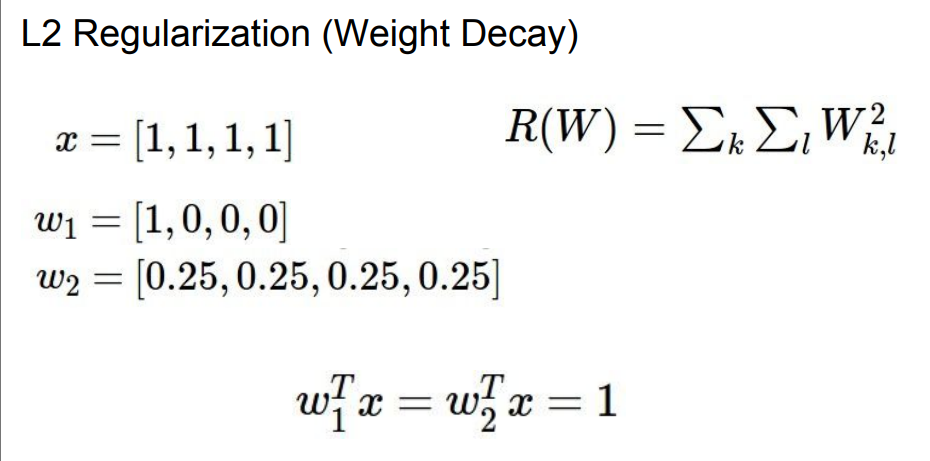 L2 Regularization (Weight Decay)
x = [1, 1, 1, 1]
R(W) = ∑_k ∑_l W²_{k,l}
w₁ = [1, 0, 0, 0]
w₂ = [0.25, 0.25, 0.25, 0.25]
w₁ᵀx = w₂ᵀx = 1